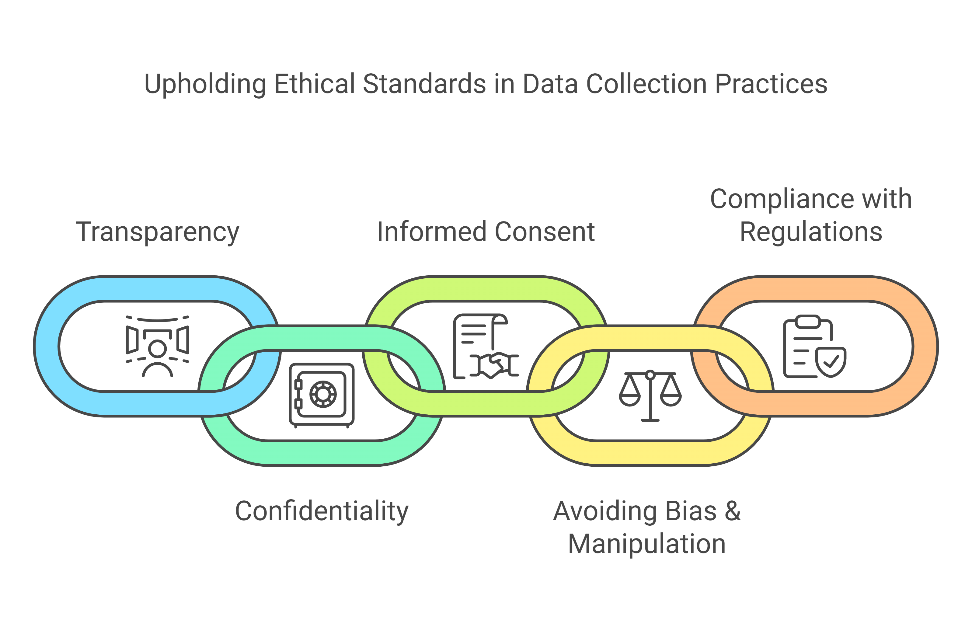 Upholding Ethical Standards in Data Collection Practices
Transparency
Informed Consent
Compliance with
Regulations
Confidentiality
Avoiding Bias &
Manipulation